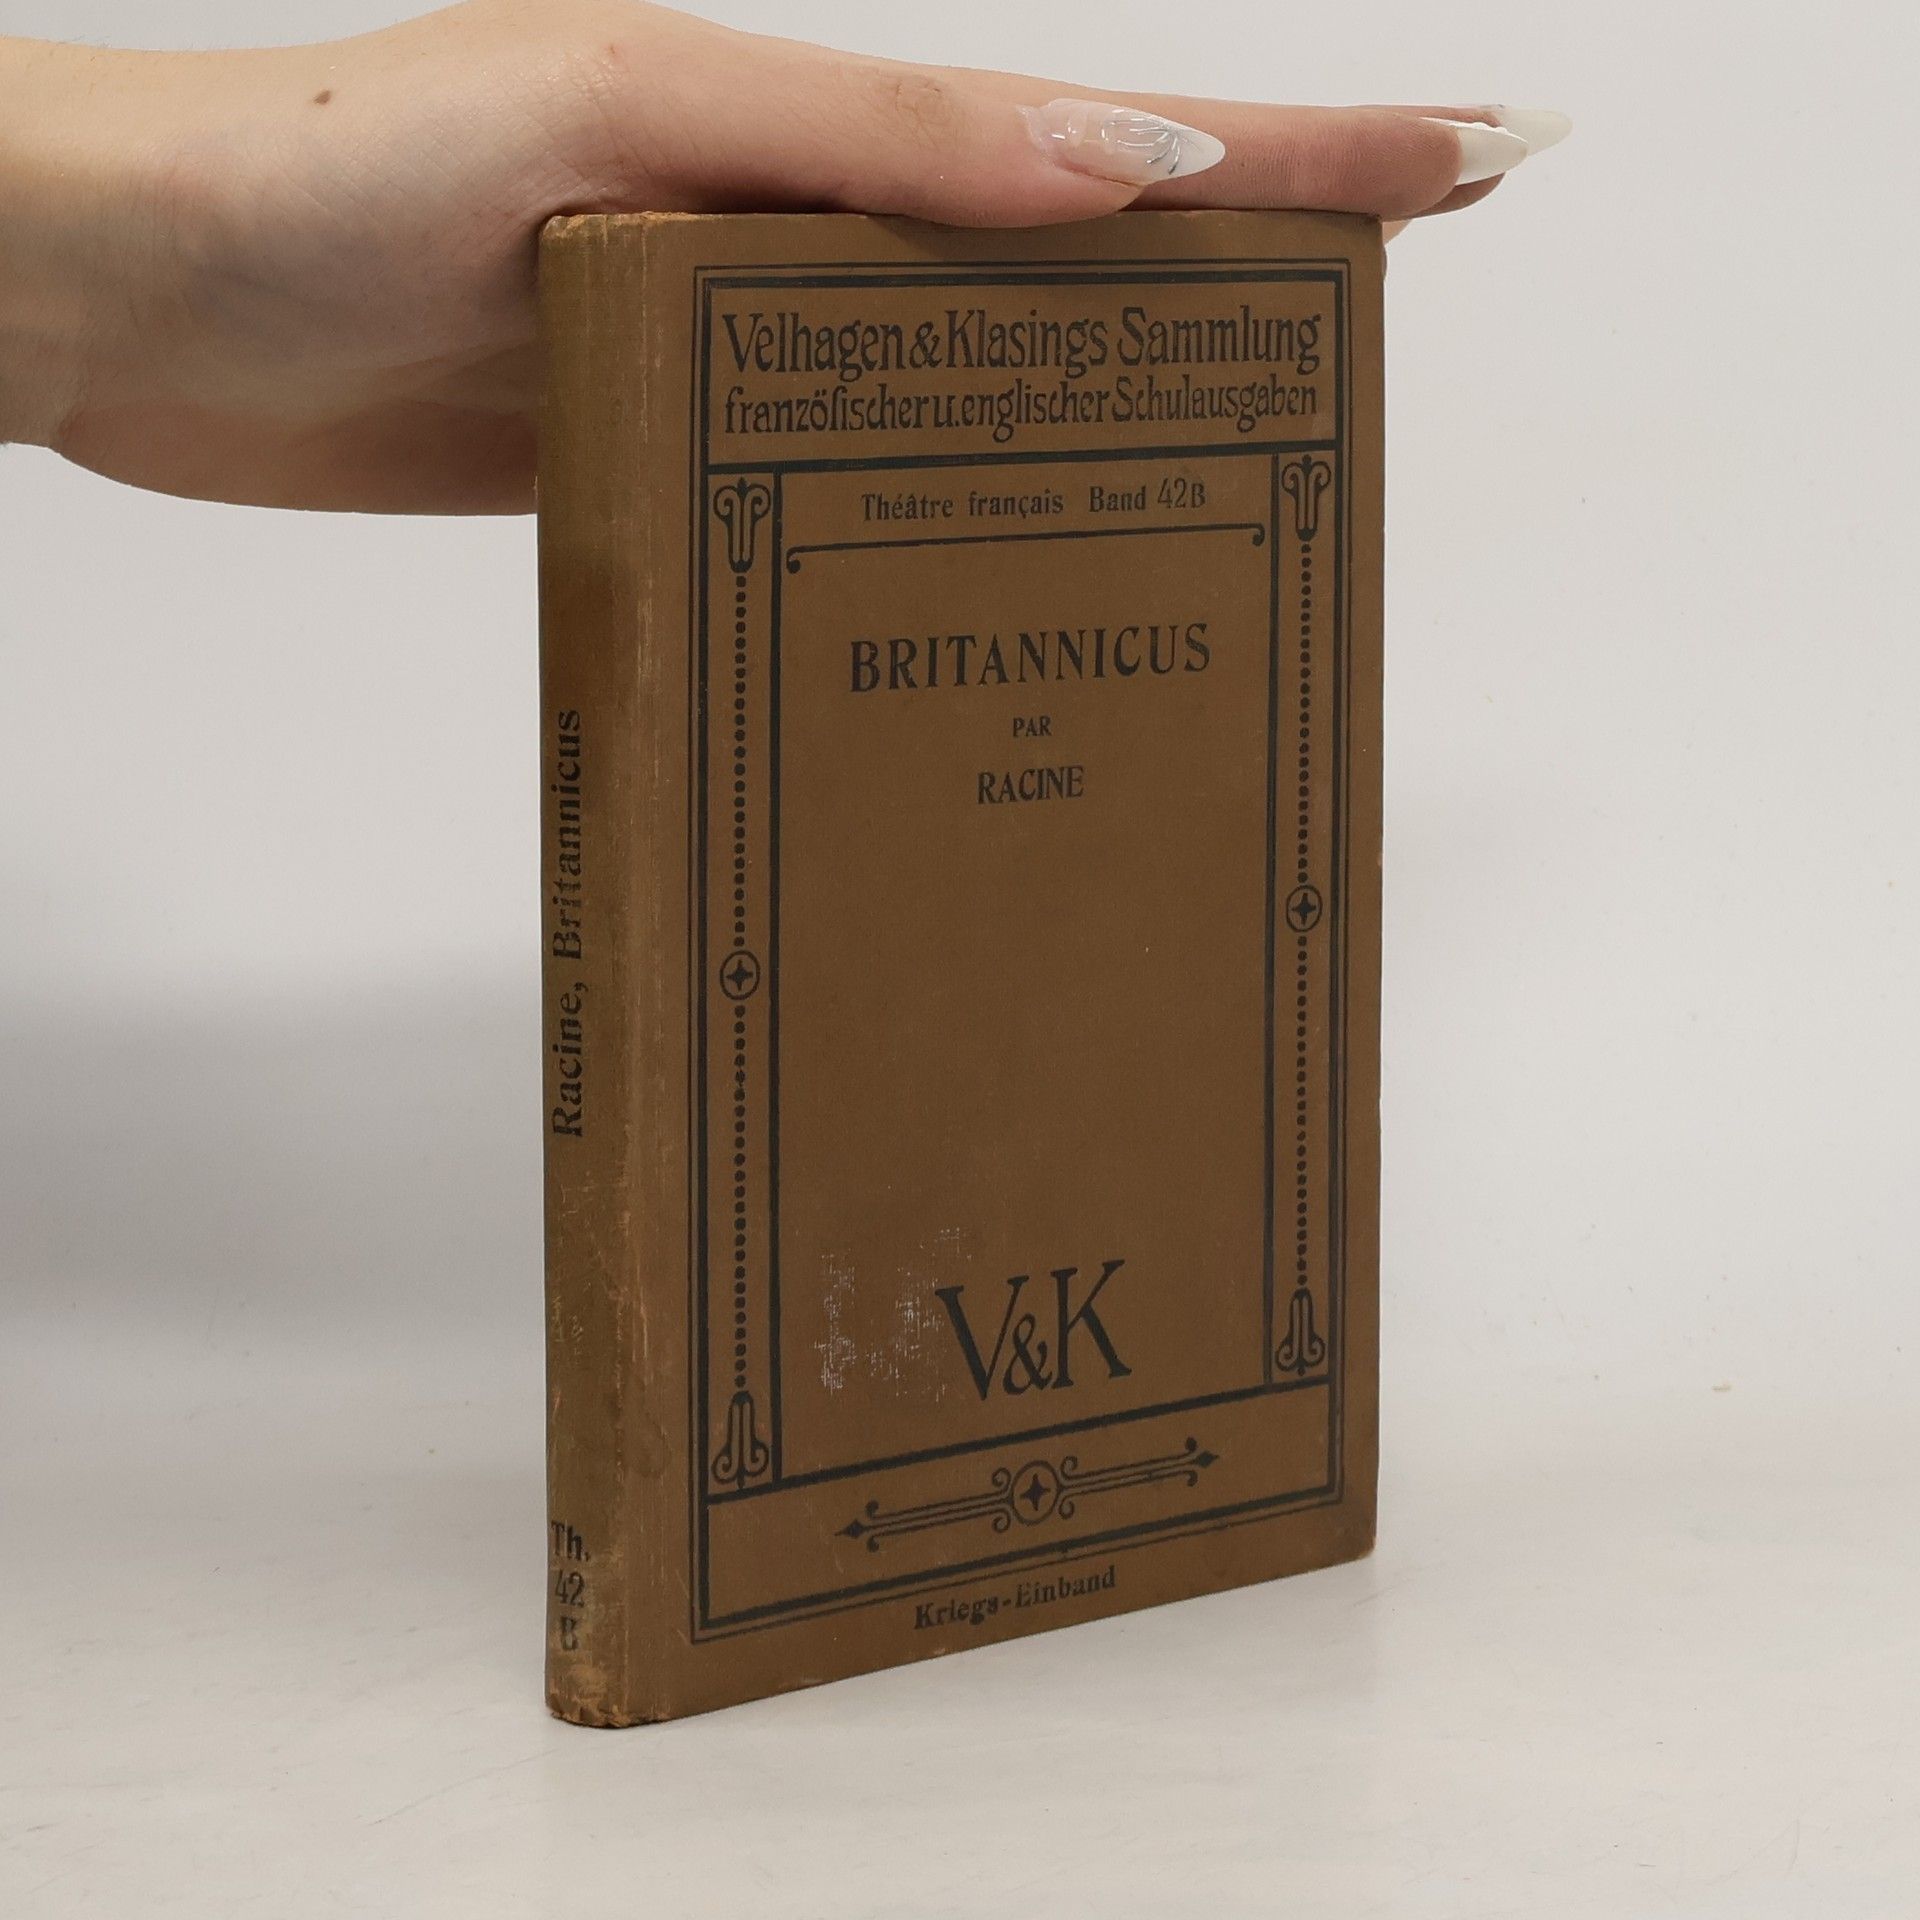 Velhagen & Klasings Sammlung
französischer u. englischer Schulausgaben
Théâtre français Band 42B
BRITANNICUS
PAR
RACINE
V&K
Kriegs-Einband
Racine, Britannicus
Th.
42
B